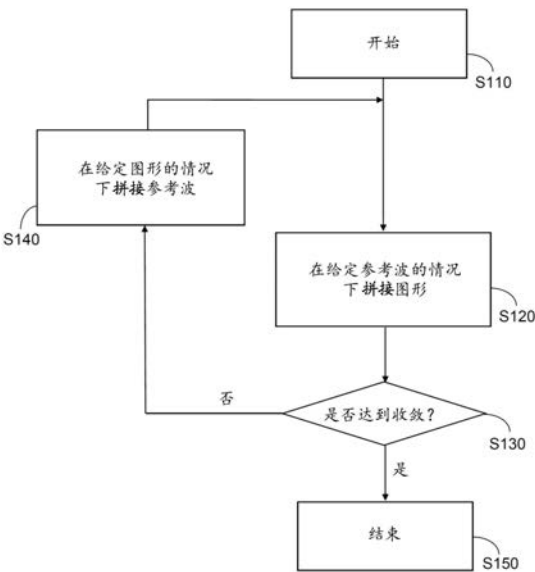 开始
S110
在给定图形的情况
下拼接参考波
S140
在给定参考波的情况
下拼接图形
S120
否
是否达到收敛?
S130
是
结束
S150